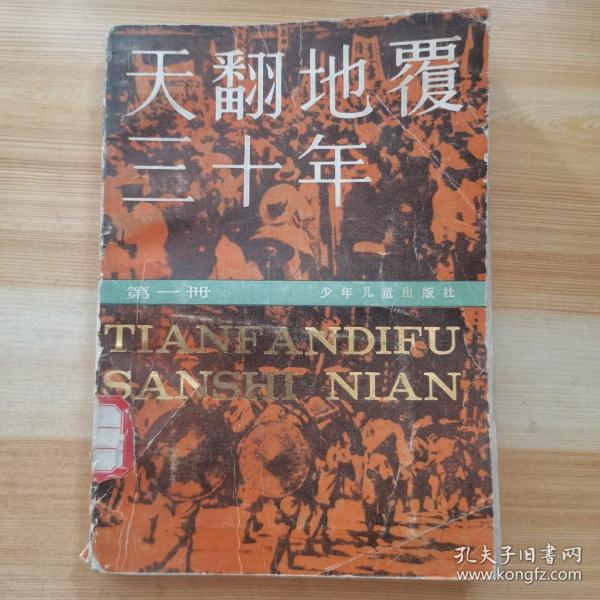 天翻地覆
三十年
第一册 少年儿童出版社
TIANFANDIFU
SANSHI NIAN
孔夫子旧書网
www.kongfz.com